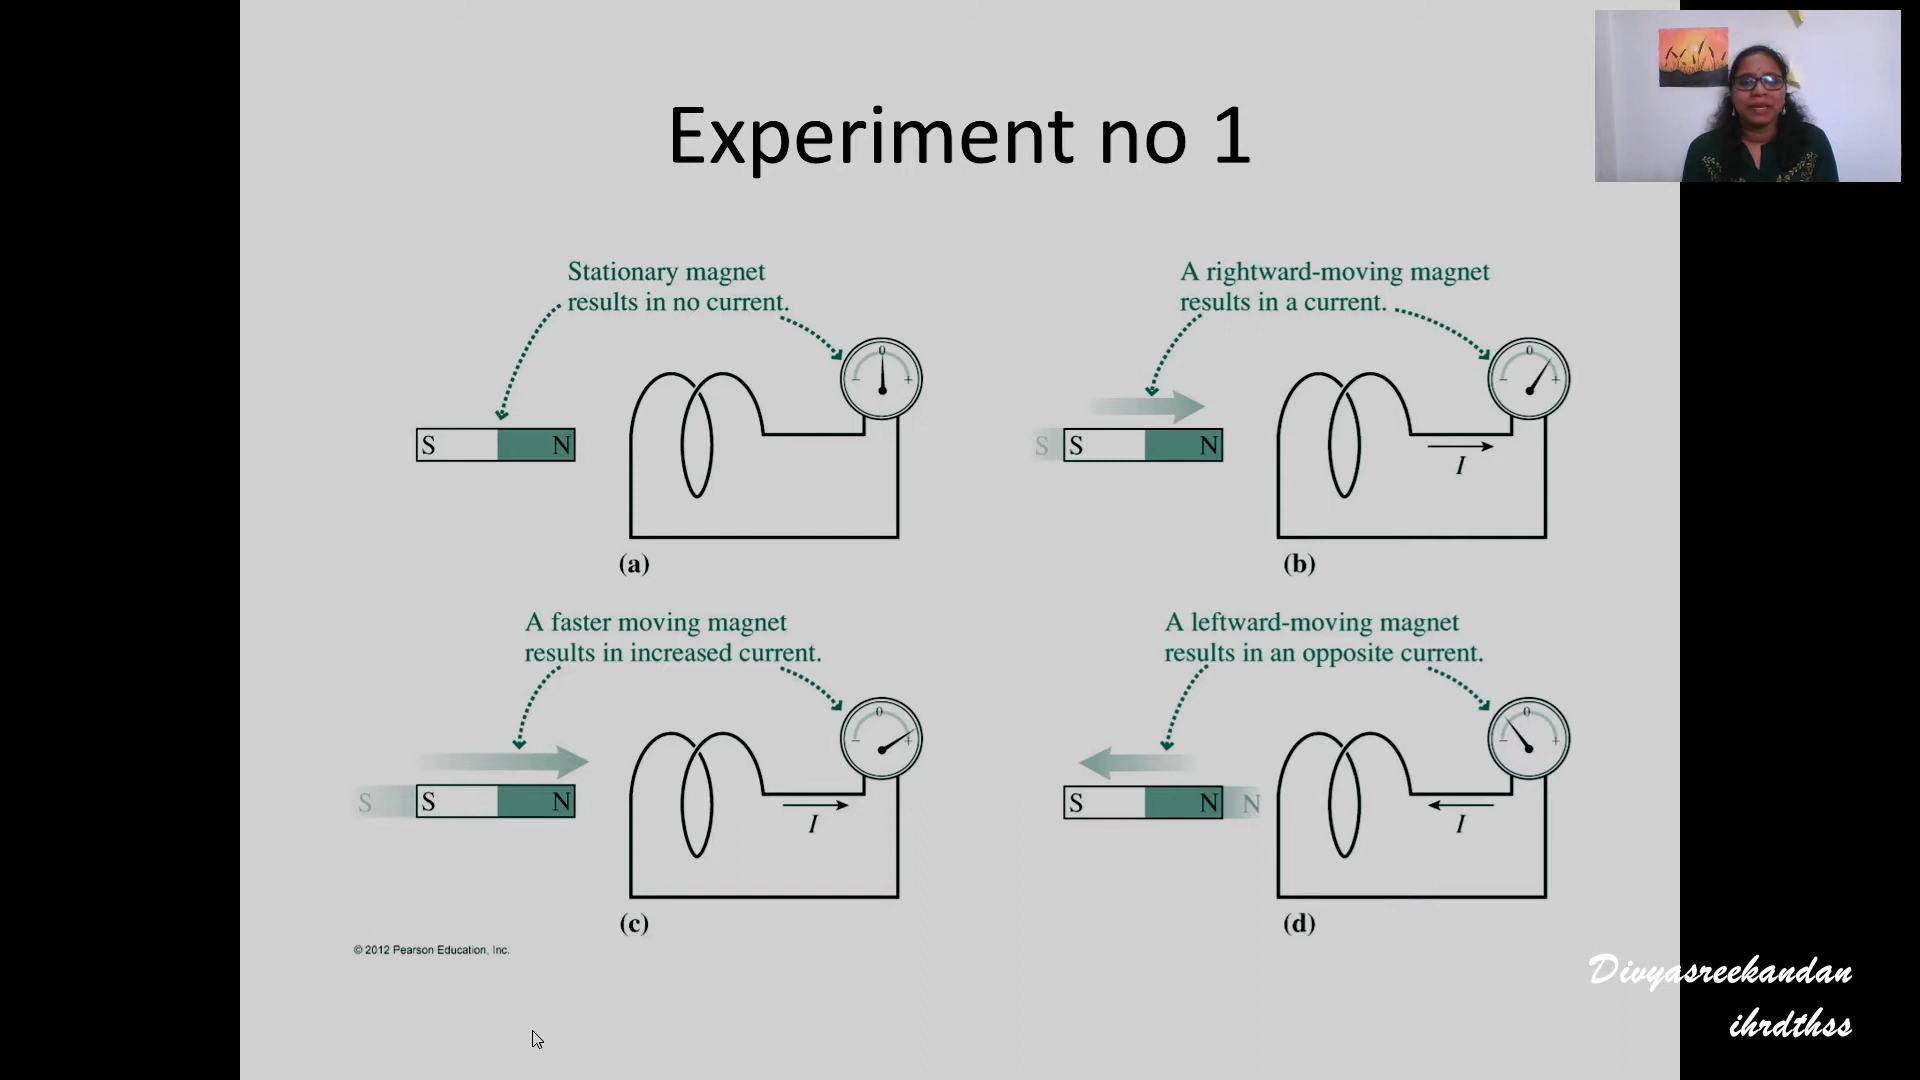 Experiment no 1
Stationary magnet
results in no current.
0
- +
S N
(a)
A rightward-moving magnet
results in a current.
0
- +
S S N
I
(b)
A faster moving magnet
results in increased current.
0
- +
S S N
I
(c)
A leftward-moving magnet
results in an opposite current.
0
- +
S N N
I
(d)
© 2012 Pearson Education, Inc.
Divyasreekandan
ihrdthss